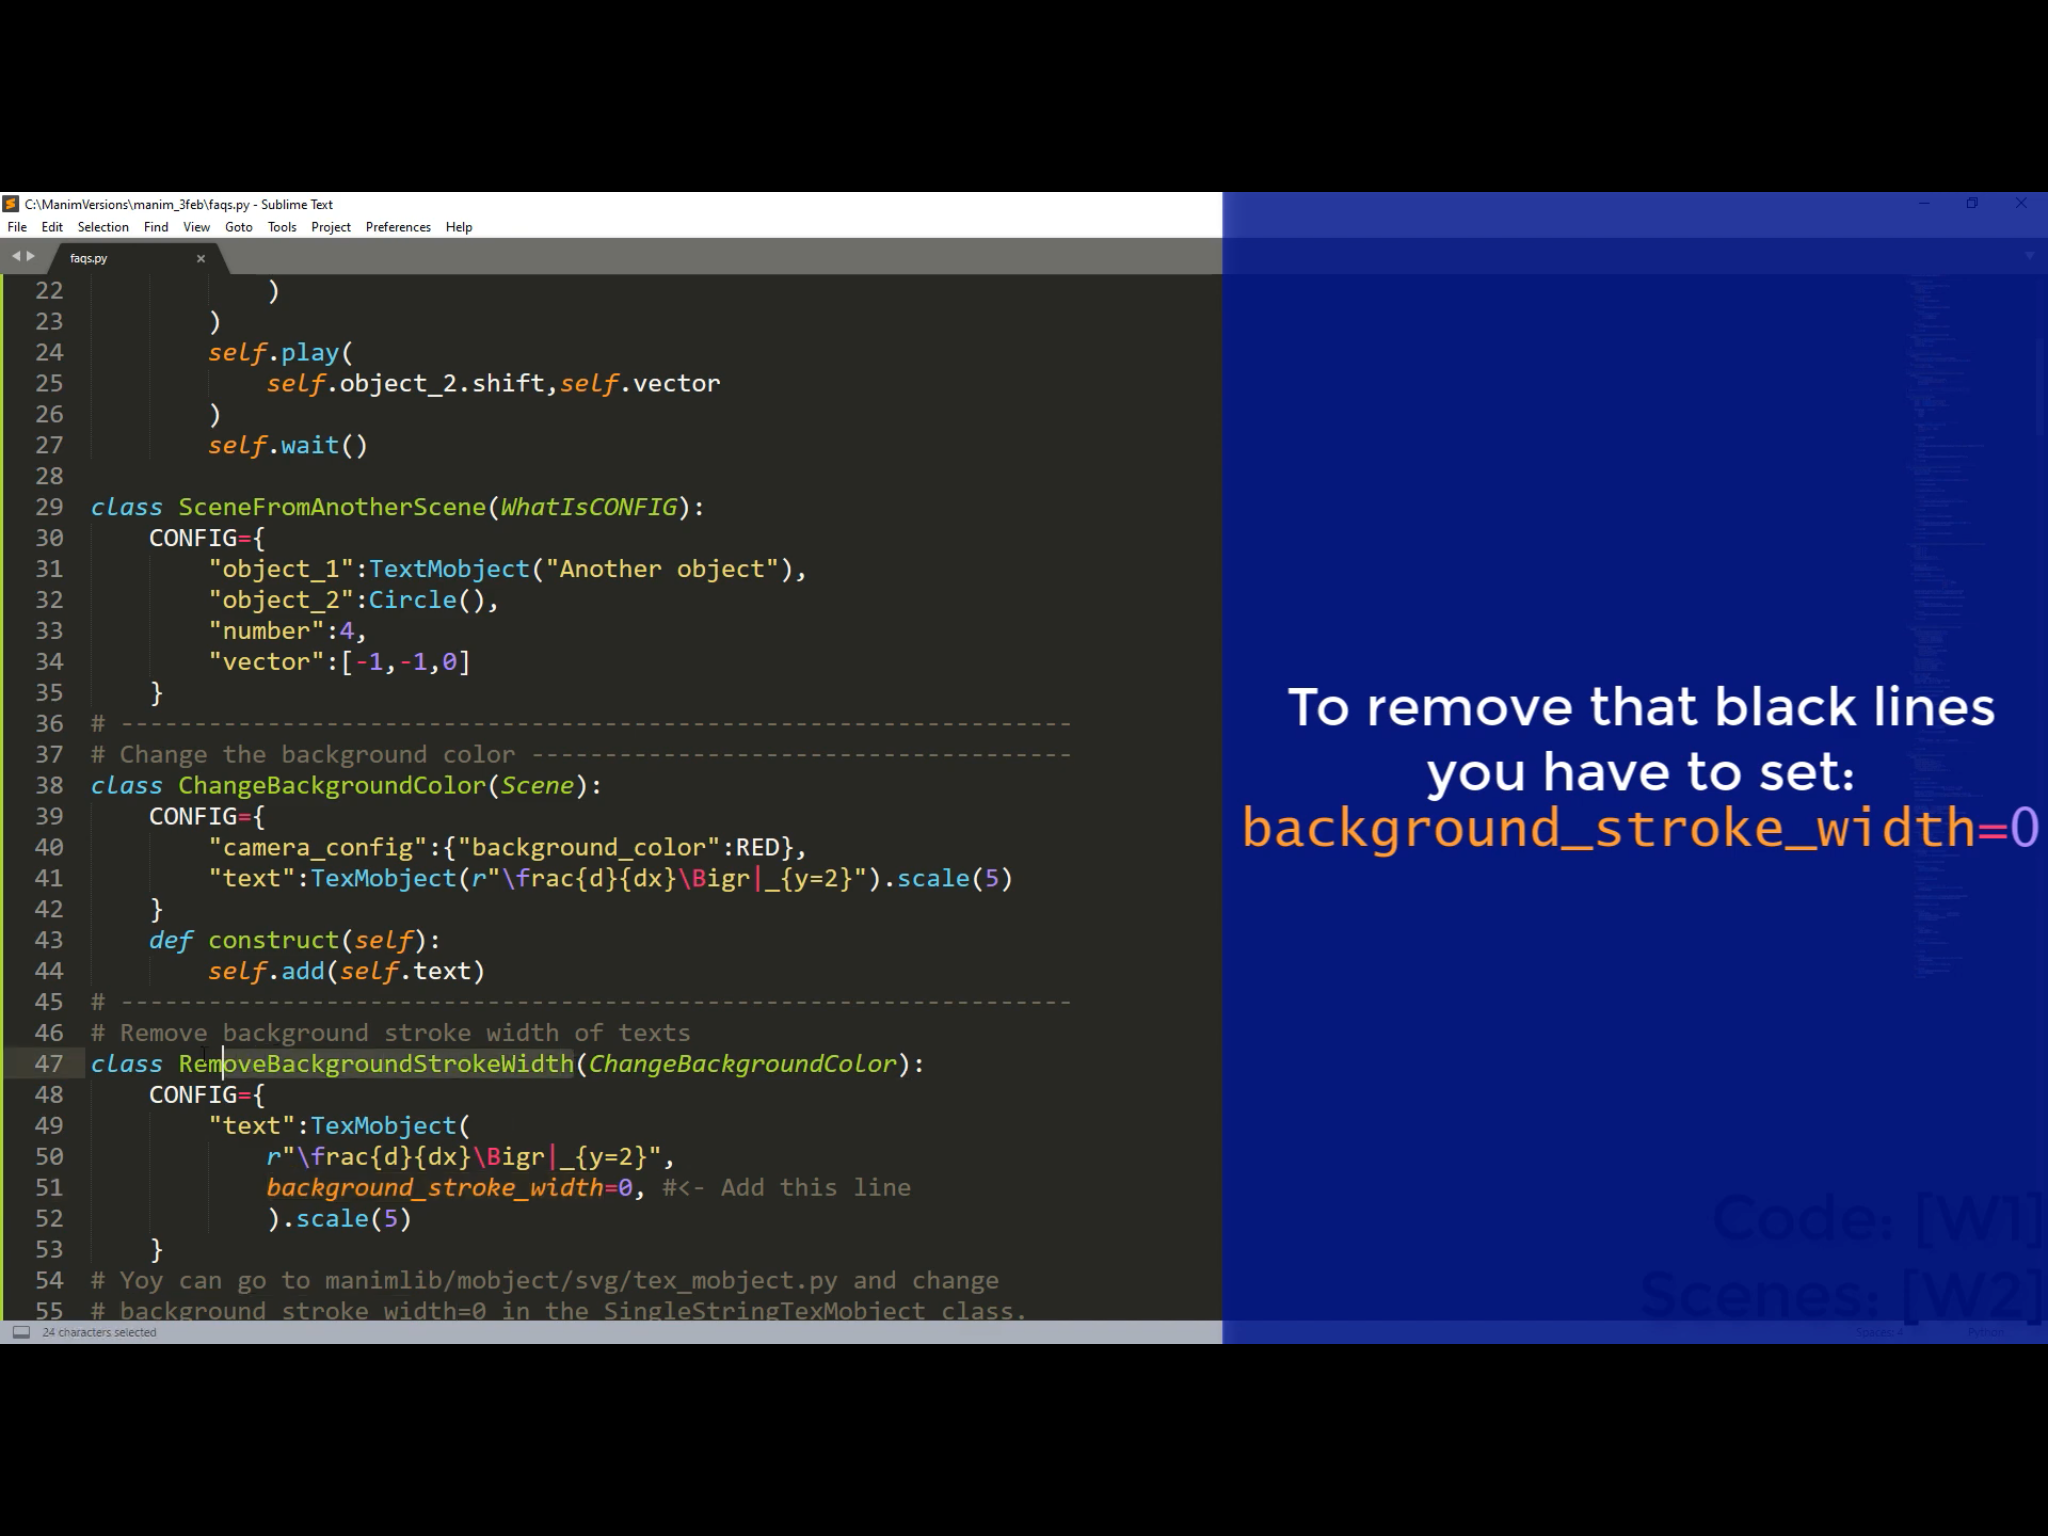 C:\ManimVersions\manim_3feb\faqs.py - Sublime Text
File Edit Selection Find View Goto Tools Project Preferences Help
faqs.py
22             )
23         )
24         self.play(
25             self.object_2.shift,self.vector
26         )
27         self.wait()
28
29 class SceneFromAnotherScene(WhatIsCONFIG):
30     CONFIG={
31         "object_1":TextMobject("Another object"),
32         "object_2":Circle(),
33         "number":4,
34         "vector":[-1,-1,0]
35     }
36 # -----------------------------------------------------------------
37 # Change the background color -------------------------------------
38 class ChangeBackgroundColor(Scene):
39     CONFIG={
40         "camera_config":{"background_color":RED},
41         "text":TexMobject(r"\frac{d}{dx}\Bigr|_{y=2}").scale(5)
42     }
43     def construct(self):
44         self.add(self.text)
45 # -----------------------------------------------------------------
46 # Remove background stroke width of texts
47 class RemoveBackgroundStrokeWidth(ChangeBackgroundColor):
48     CONFIG={
49         "text":TexMobject(
50             r"\frac{d}{dx}\Bigr|_{y=2}",
51             background_stroke_width=0, #<- Add this line
52             ).scale(5)
53     }
54 # Yoy can go to manimlib/mobject/svg/tex_mobject.py and change
55 # background stroke width=0 in the SingleStringTexMobject class.
24 characters selected
To remove that black lines
you have to set:
background_stroke_width=0
Code: [W1]
Scenes: [W2]
Spaces: 4 Python